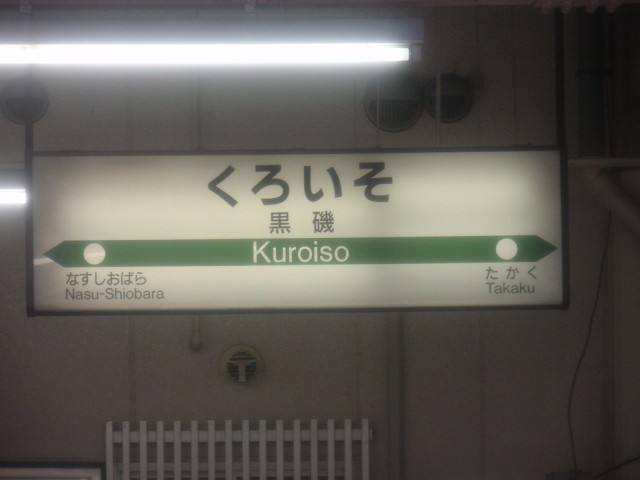 くろいそ
黒磯
Kuroiso
なすしおばら
Nasu-Shiobara
たかく
Takaku